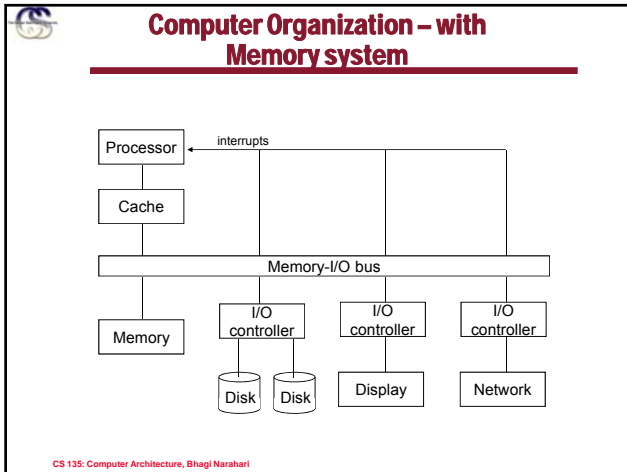 Computer Organization – with
Memory system
Processor
interrupts
Cache
Memory-I/O bus
Memory
I/O
controller
I/O
controller
I/O
controller
Disk
Disk
Display
Network
CS 135: Computer Architecture, Bhagi Narahari